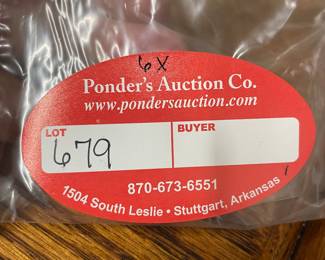 6X
Ponder's Auction Co.
www.pondersauction.com
LOT BUYER
679
870-673-6551
1504 South Leslie • Stuttgart, Arkansas